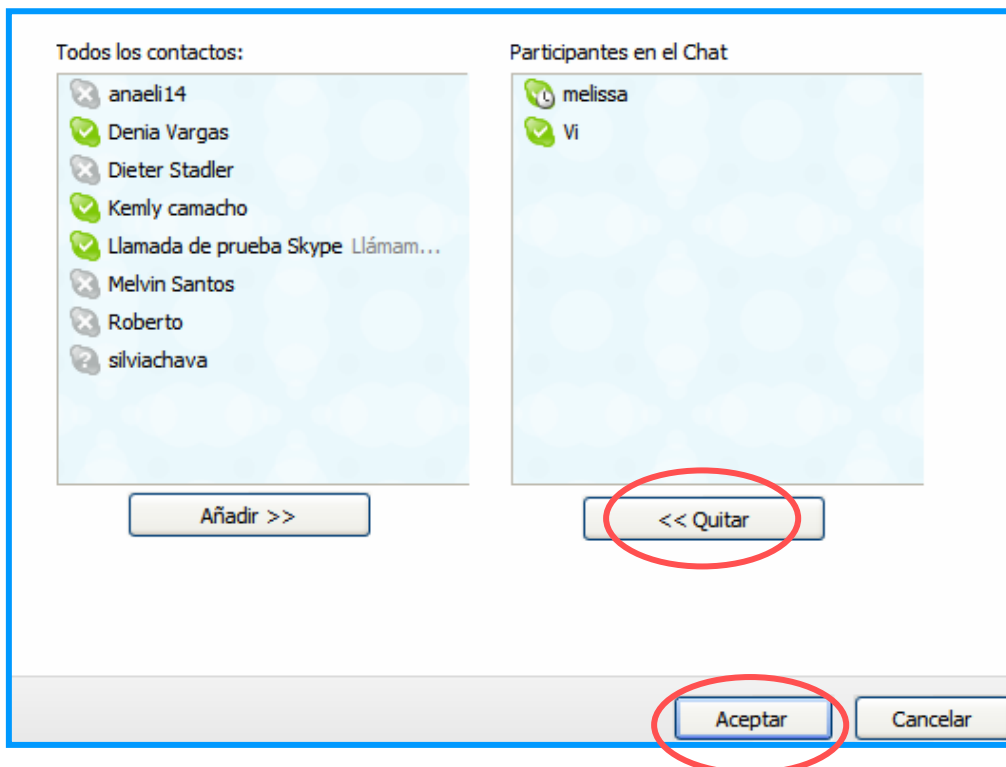 Todos los contactos:
anaeli14
Denia Vargas
Dieter Stadler
Kemly camacho
Llamada de prueba Skype Llámam...
Melvin Santos
Roberto
silviachava
Añadir >>
Participantes en el Chat
melissa
Vi
<< Quitar
Aceptar
Cancelar